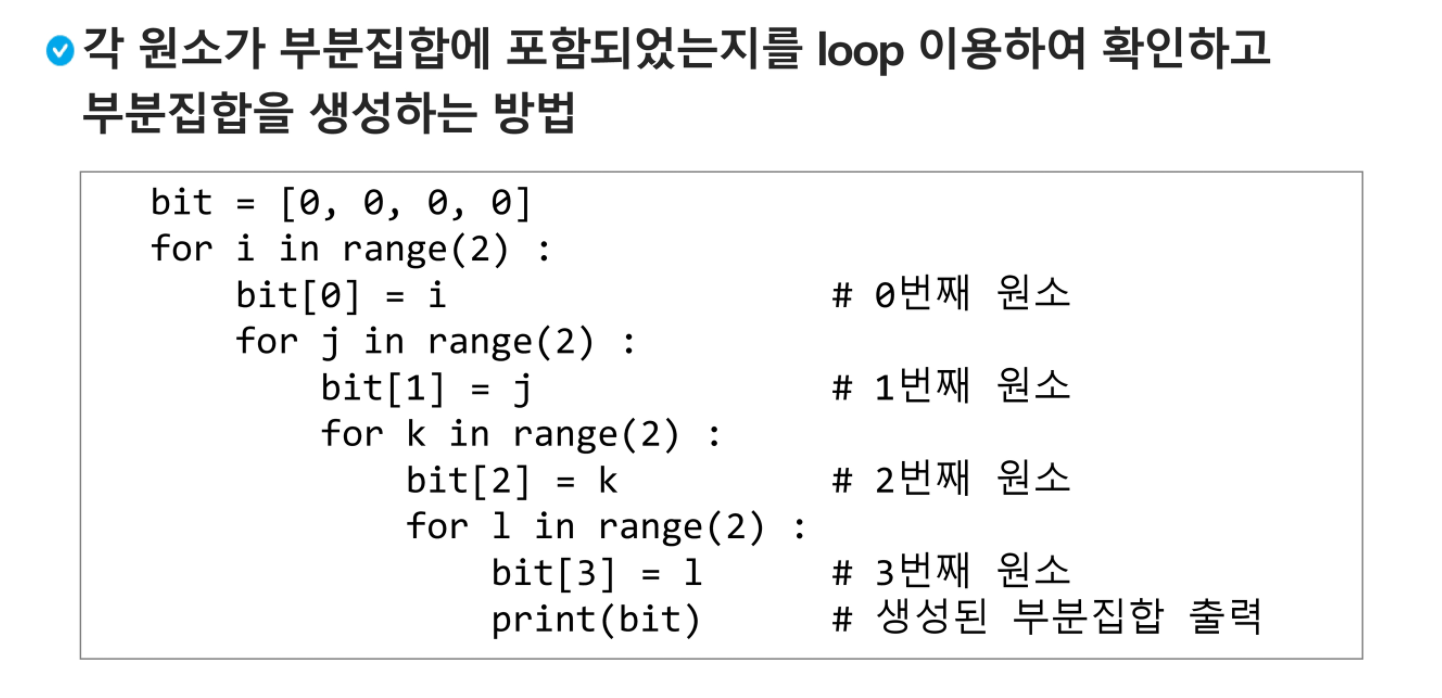 각 원소가 부분집합에 포함되었는지를 loop 이용하여 확인하고
부분집합을 생성하는 방법
bit = [0, 0, 0, 0]
for i in range(2) :
    bit[0] = i                  # 0번째 원소
    for j in range(2) :
        bit[1] = j              # 1번째 원소
        for k in range(2) :
            bit[2] = k          # 2번째 원소
            for l in range(2) :
                bit[3] = l      # 3번째 원소
                print(bit)      # 생성된 부분집합 출력